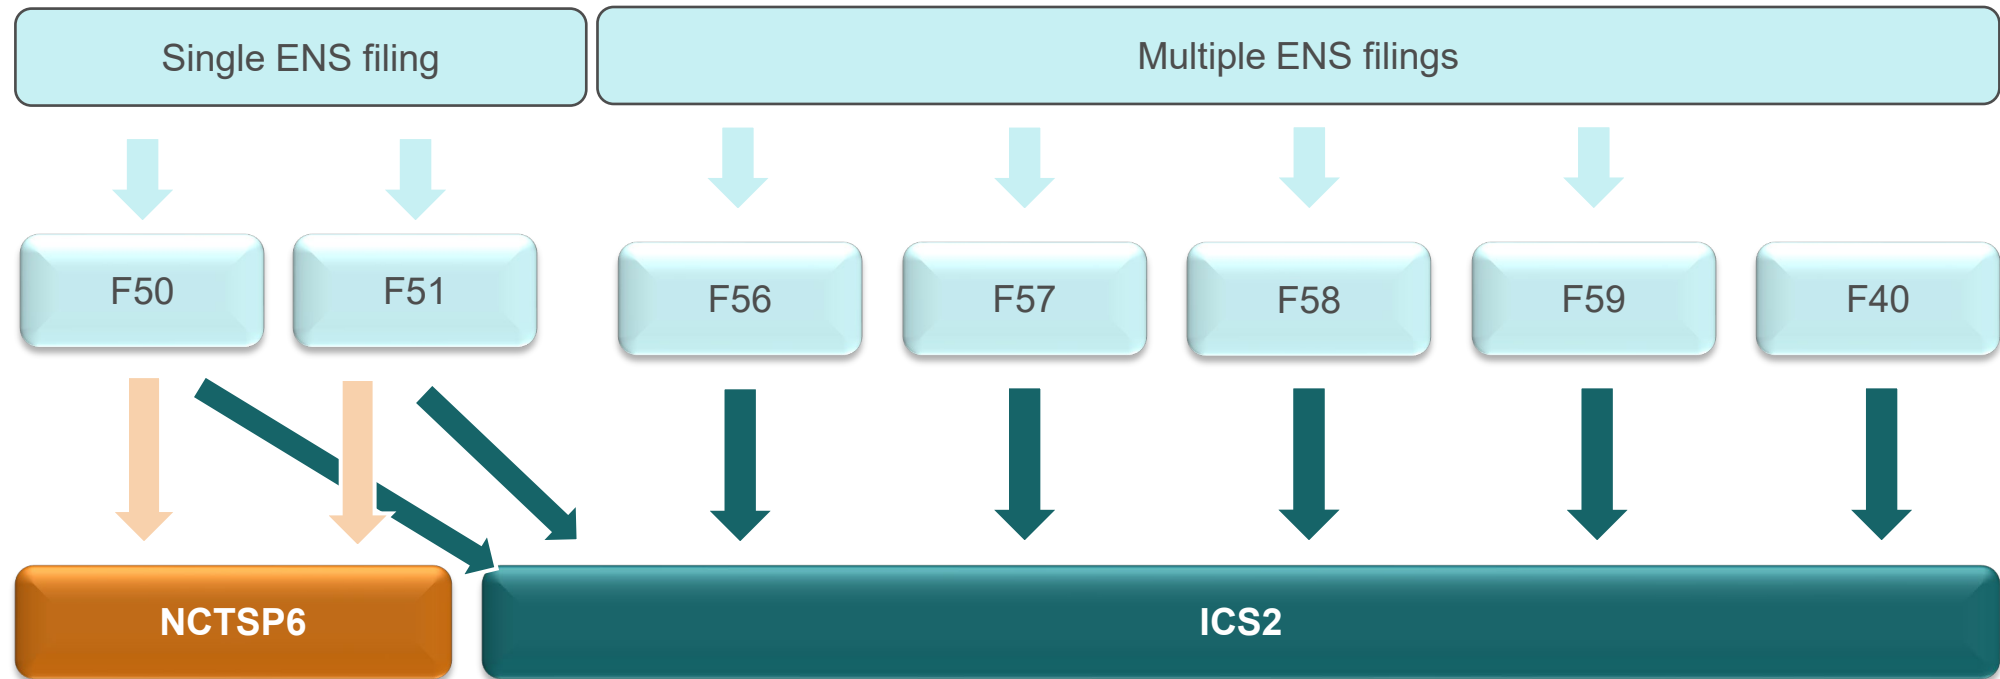 Single ENS filing
Multiple ENS filings
F50
F51
F56
F57
F58
F59
F40
NCTSP6
ICS2